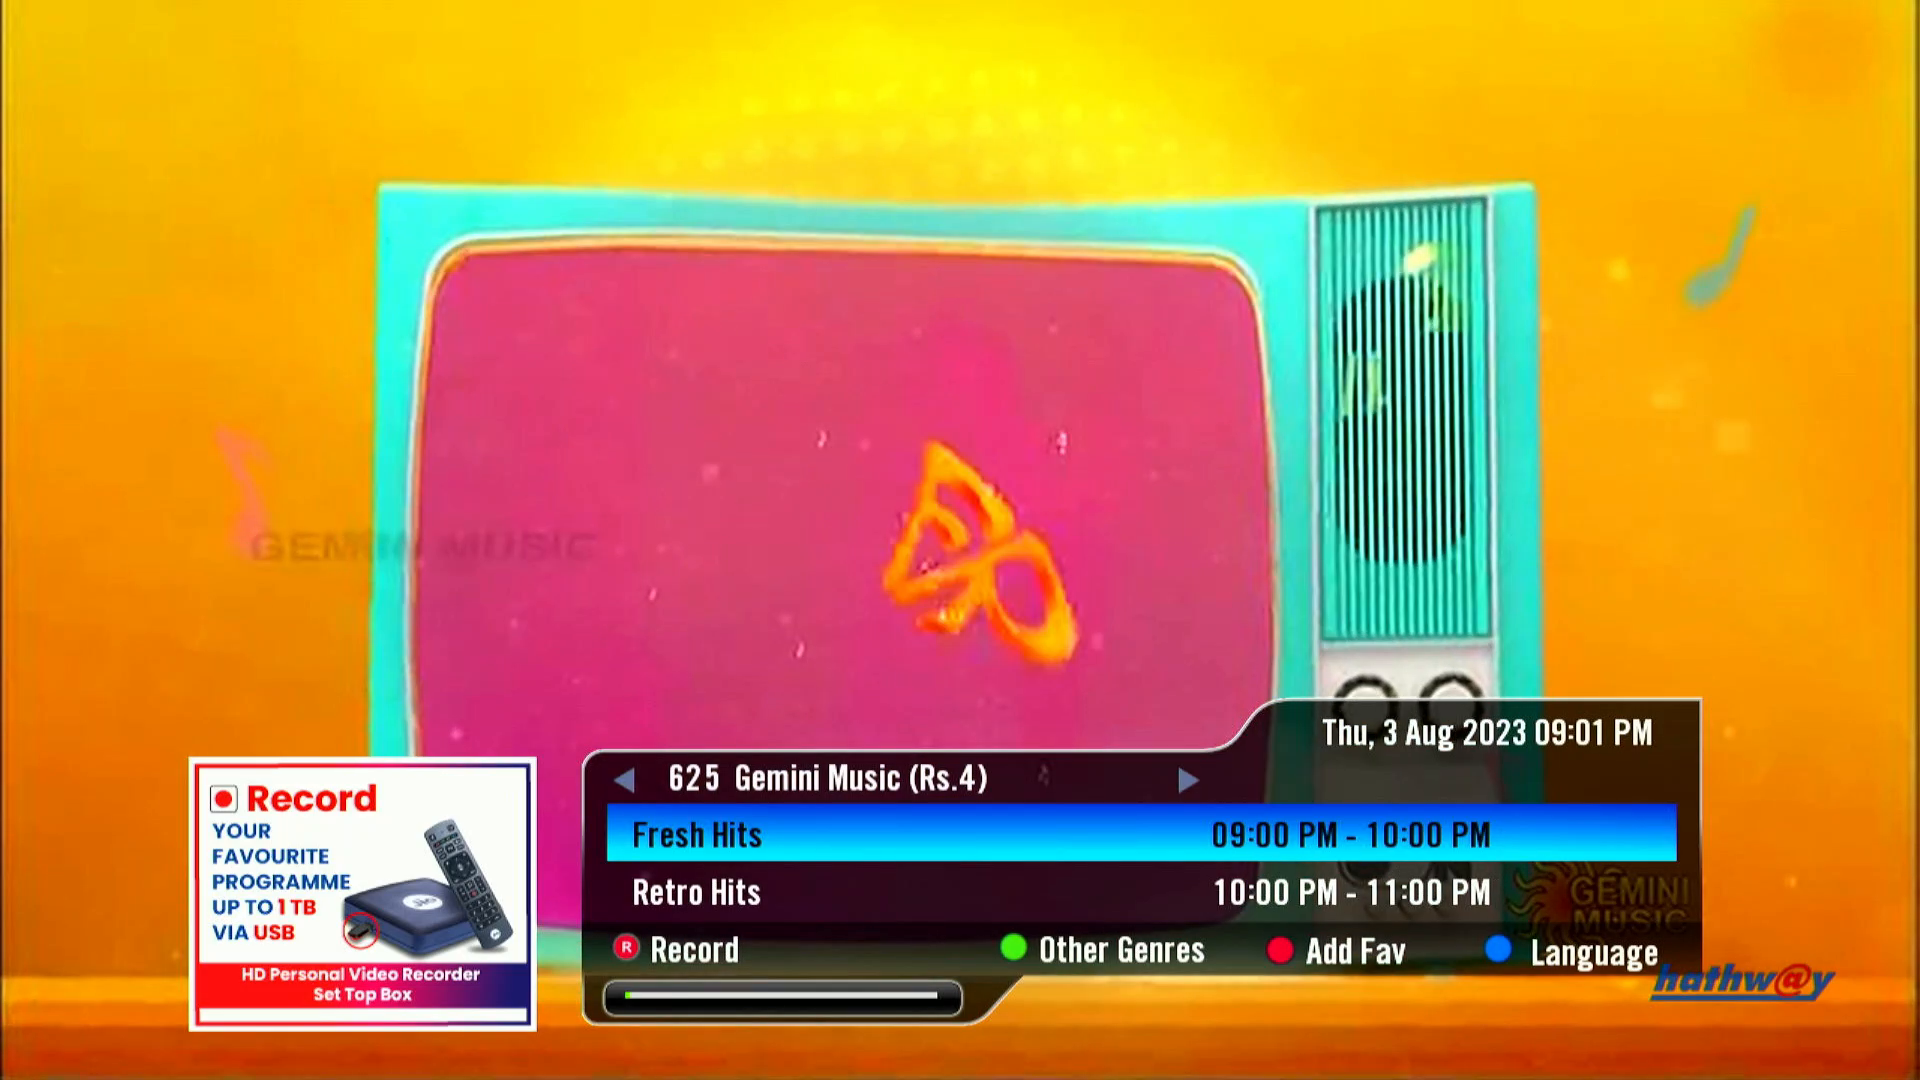 GEMINI MUSIC
Thu, 3 Aug 2023 09:01 PM
625 Gemini Music (Rs.4)
Fresh Hits 09:00 PM - 10:00 PM
Retro Hits 10:00 PM - 11:00 PM
R Record Other Genres Add Fav Language
GEMINI
MUSIC
hathw@y
Record
YOUR
FAVOURITE
PROGRAMME
UP TO 1 TB
VIA USB
HD Personal Video Recorder
Set Top Box